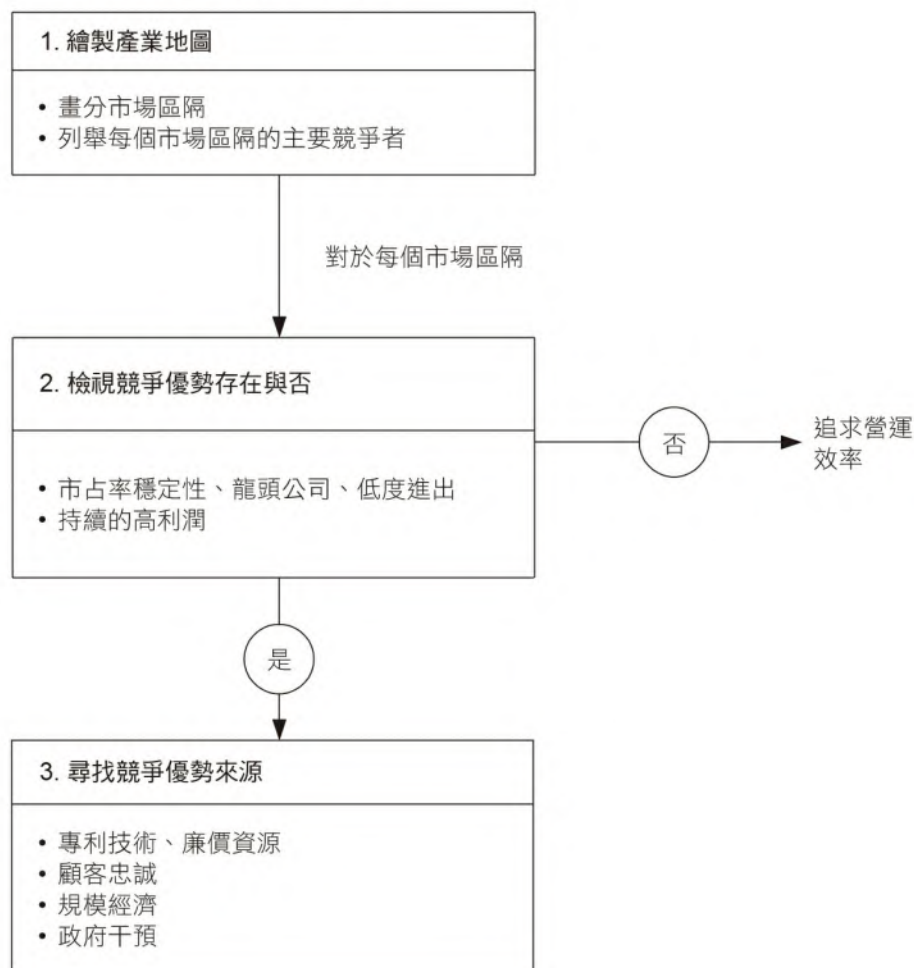 1. 繪製產業地圖
• 畫分市場區隔
• 列舉每個市場區隔的主要競爭者
對於每個市場區隔
2. 檢視競爭優勢存在與否
• 市占率穩定性、龍頭公司、低度進出
• 持續的高利潤
否
追求營運
效率
是
3. 尋找競爭優勢來源
• 專利技術、廉價資源
• 顧客忠誠
• 規模經濟
• 政府干預